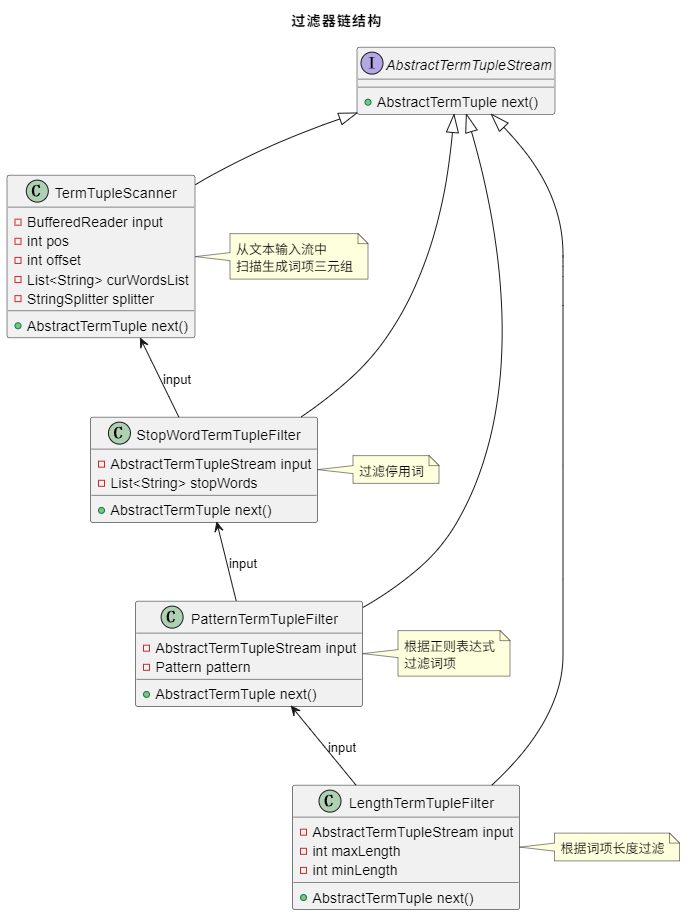 过滤器链结构
I AbstractTermTupleStream
AbstractTermTuple next()
C TermTupleScanner
BufferedReader input
int pos
int offset
List<String> curWordsList
StringSplitter splitter
AbstractTermTuple next()
从文本输入流中
扫描生成词项三元组
input
C StopWordTermTupleFilter
AbstractTermTupleStream input
List<String> stopWords
AbstractTermTuple next()
过滤停用词
input
C PatternTermTupleFilter
AbstractTermTupleStream input
Pattern pattern
AbstractTermTuple next()
根据正则表达式
过滤词项
input
C LengthTermTupleFilter
AbstractTermTupleStream input
int maxLength
int minLength
AbstractTermTuple next()
根据词项长度过滤